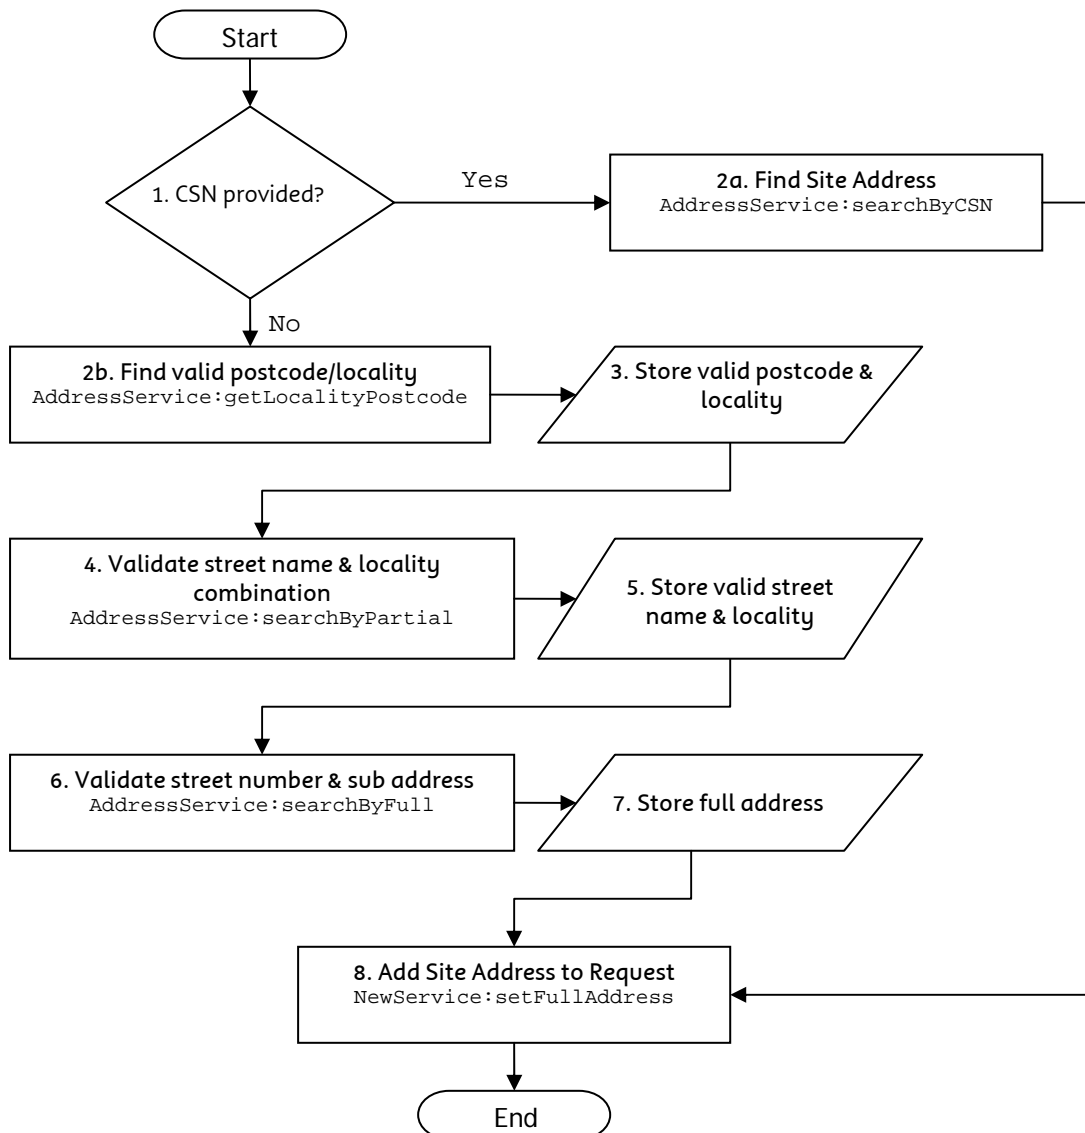 Start
1. CSN provided?
Yes
2a. Find Site Address
AddressService:searchByCSN
No
2b. Find valid postcode/locality
AddressService:getLocalityPostcode
3. Store valid postcode &
locality
4. Validate street name & locality
combination
AddressService:searchByPartial
5. Store valid street
name & locality
6. Validate street number & sub address
AddressService:searchByFull
7. Store full address
8. Add Site Address to Request
NewService:setFullAddress
End